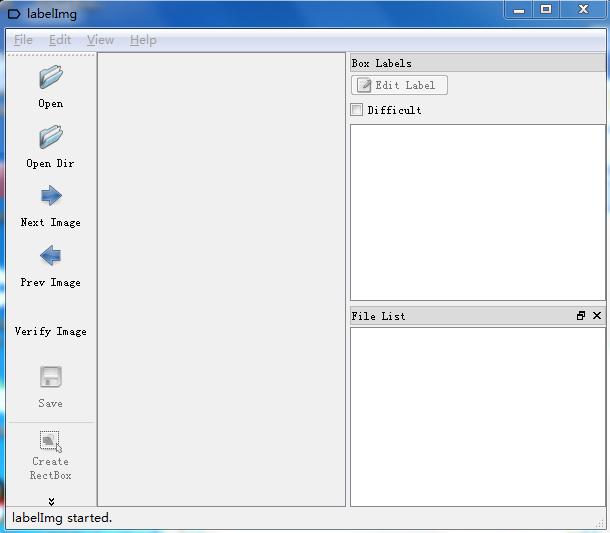 labelImg
File Edit View Help
Open
Open Dir
Next Image
Prev Image
Verify Image
Save
Create
RectBox
Box Labels
Edit Label
Difficult
File List
labelImg started.